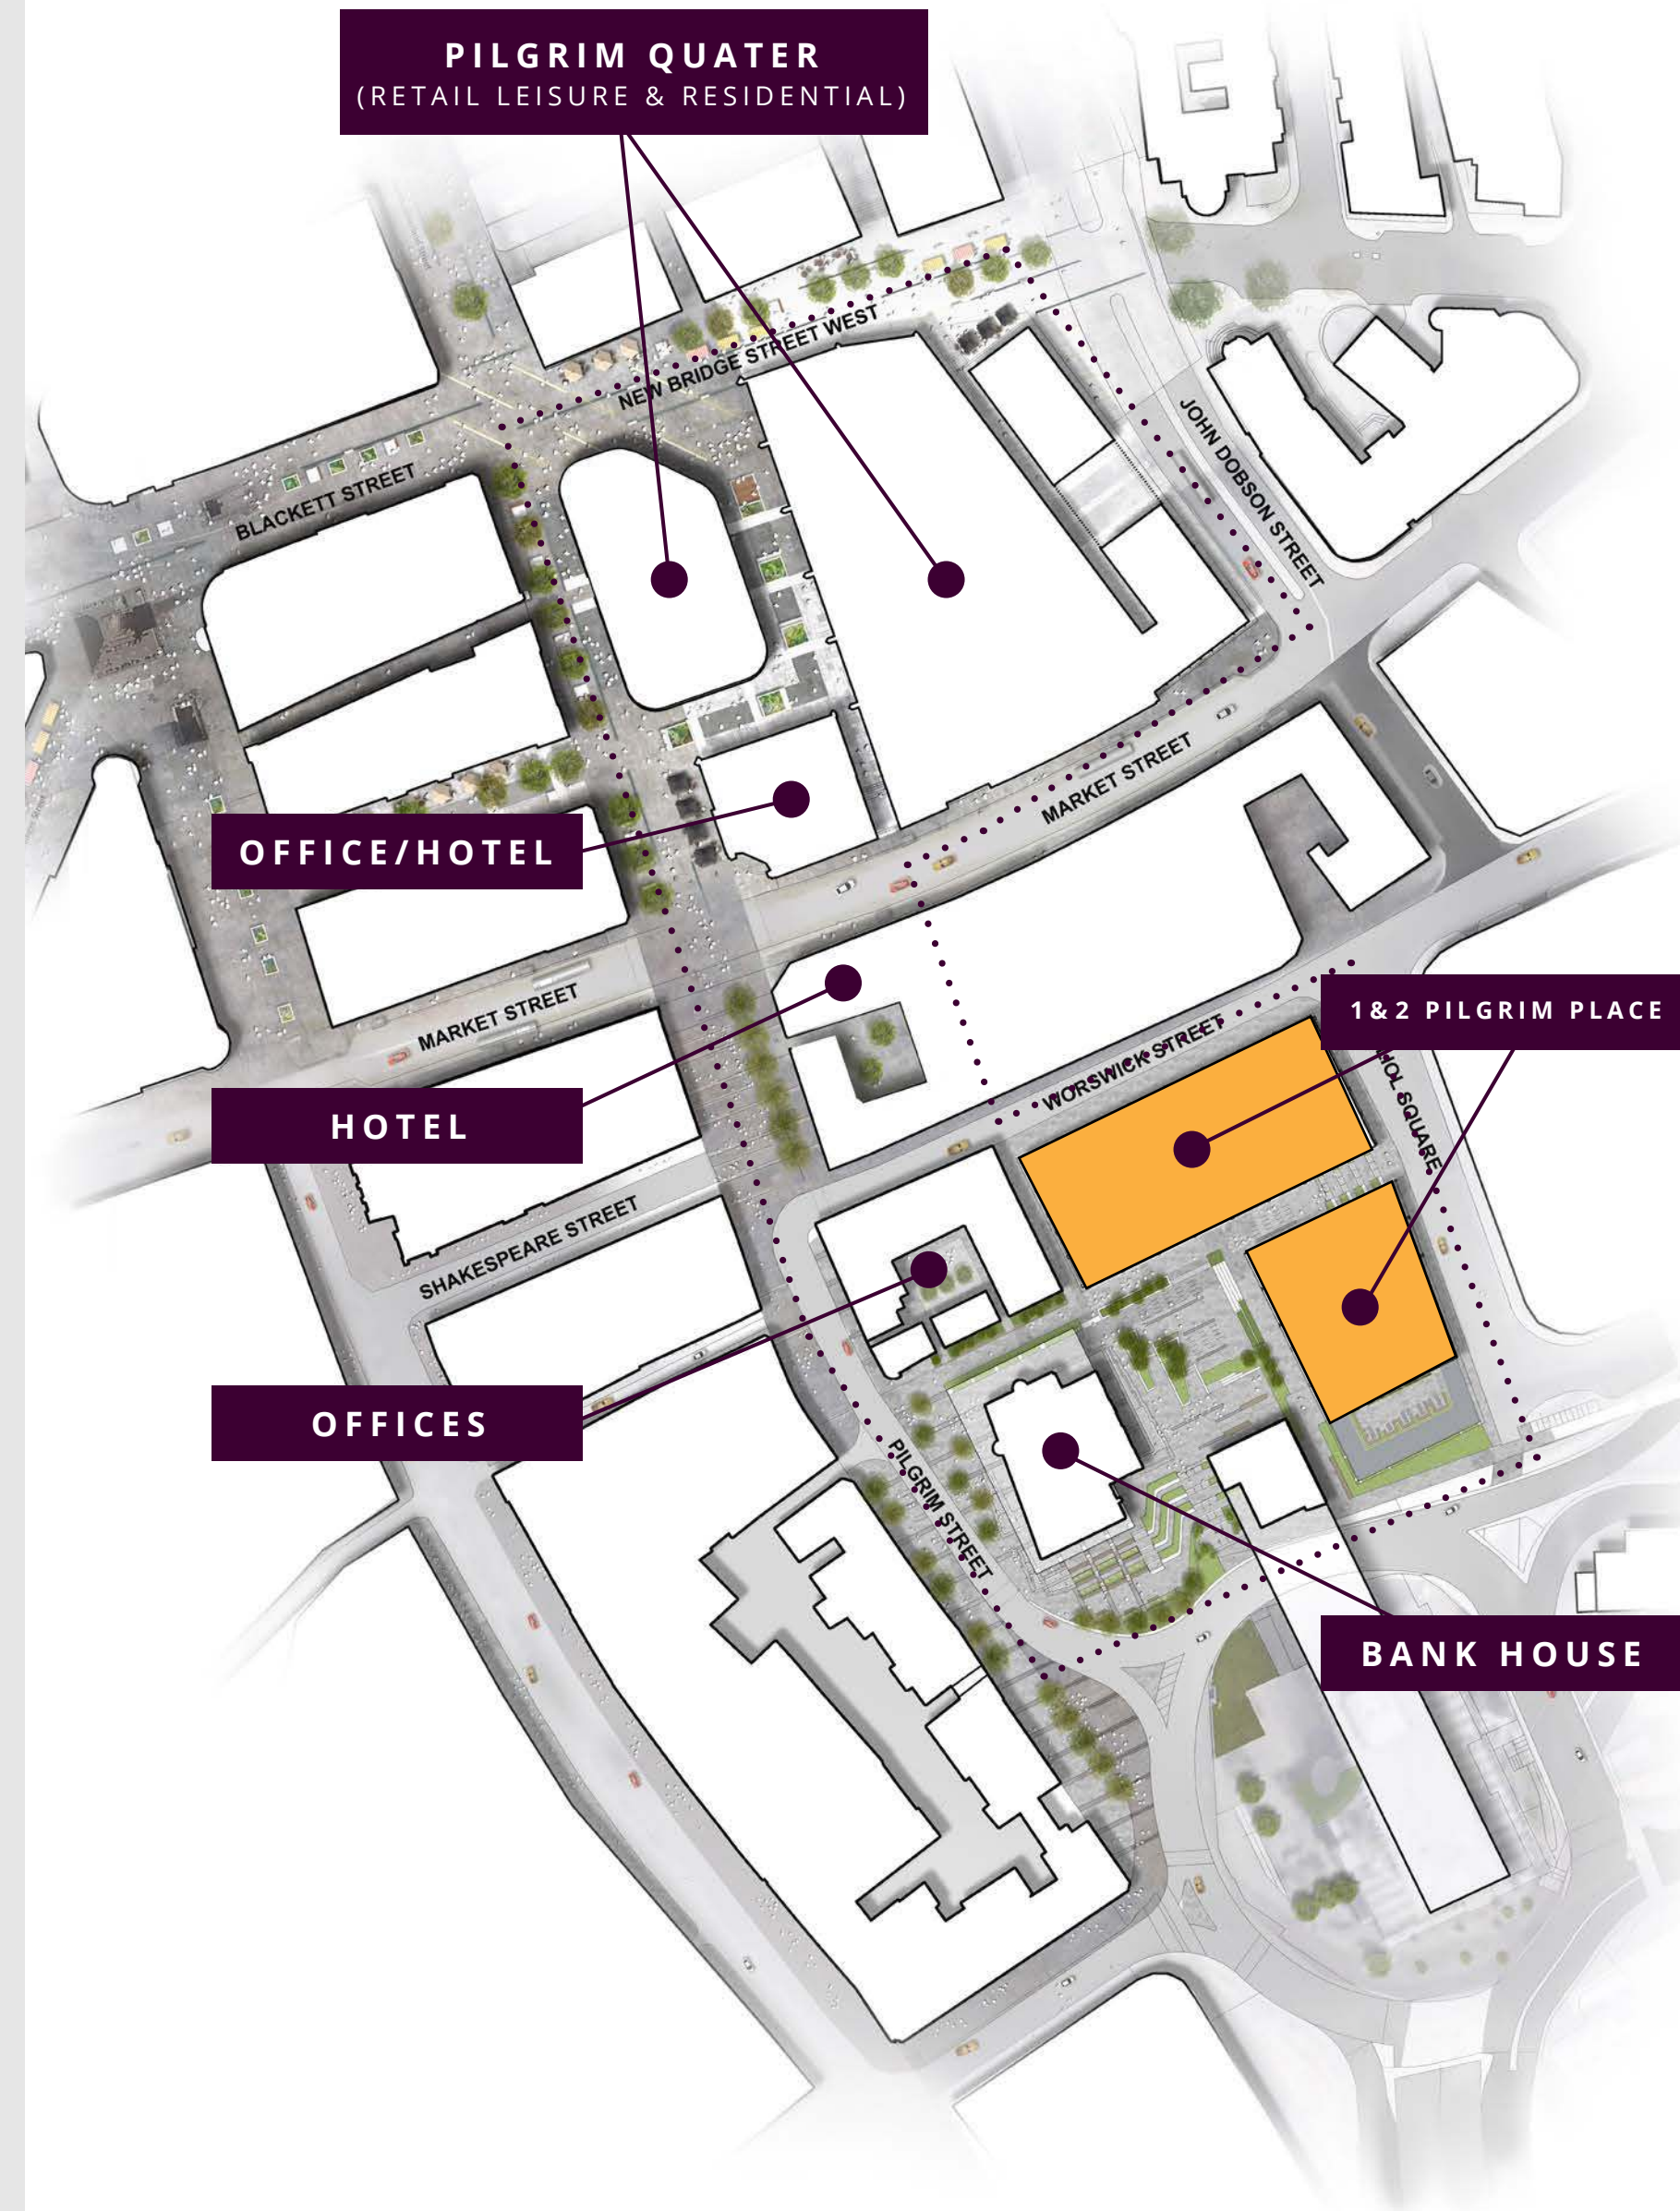 PILGRIM QUATER
(RETAIL LEISURE & RESIDENTIAL)
NEW BRIDGE STREET WEST
JOHN DOBSON STREET
BLACKETT STREET
MARKET STREET
OFFICE/HOTEL
MARKET STREET
1&2 PILGRIM PLACE
WORSWICK STREET
SQUARE
HOTEL
SHAKESPEARE STREET
OFFICES
PILGRIM STREET
BANK HOUSE